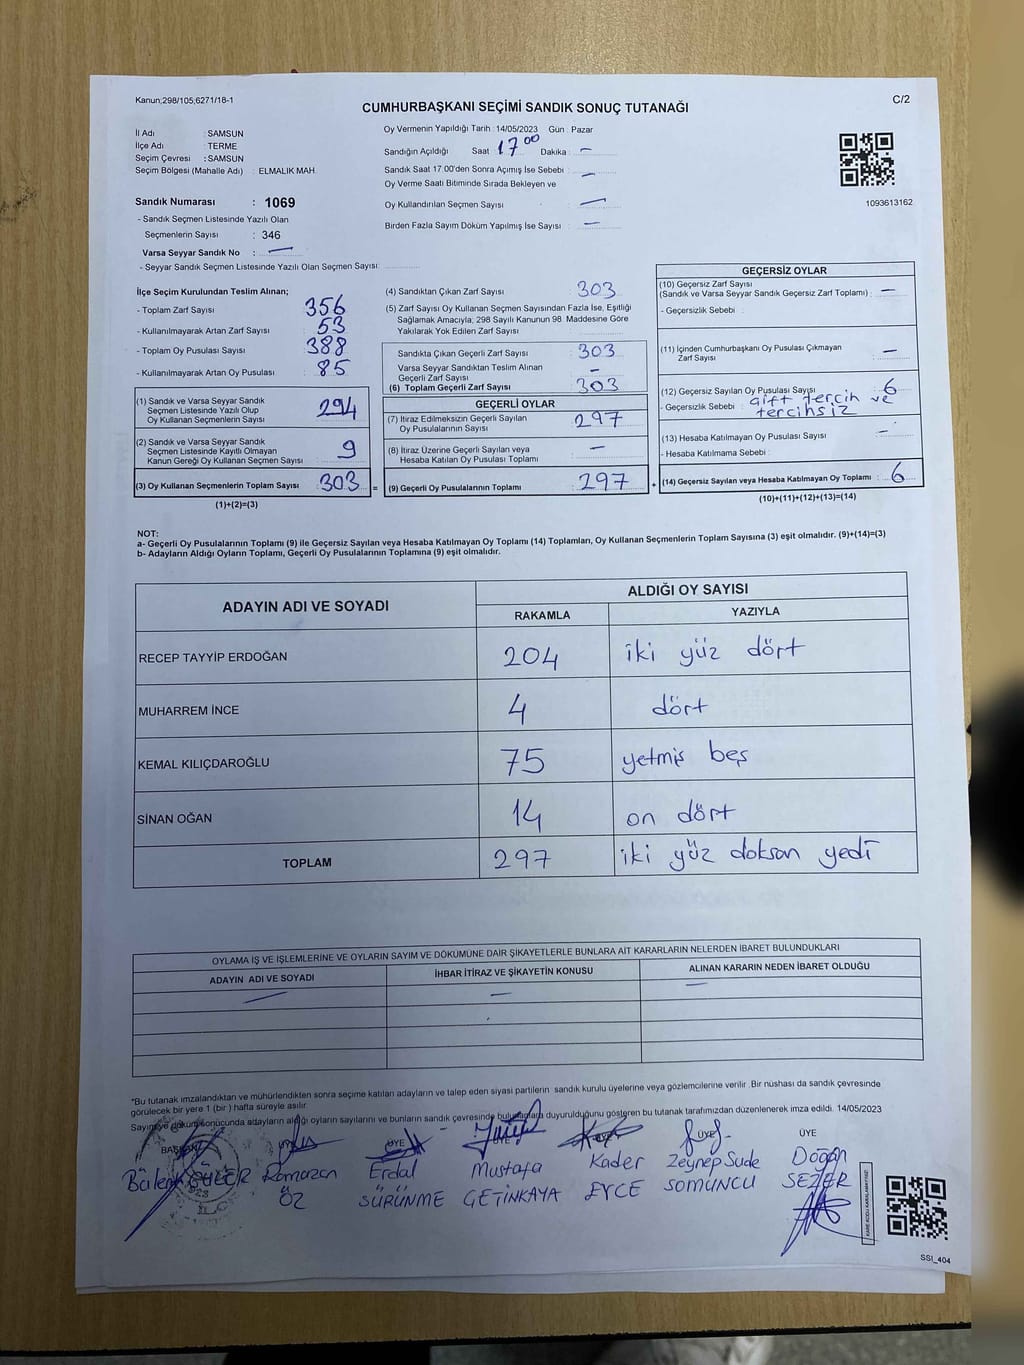 Kanun;298/105;6271/18-1
C/2
CUMHURBAŞKANI SEÇİMİ SANDIK SONUÇ TUTANAĞI
İl Adı : SAMSUN
İlçe Adı : TERME
Seçim Çevresi : SAMSUN
Seçim Bölgesi (Mahalle Adı) : ELMALIK MAH.
Sandık Numarası : 1069
- Sandık Seçmen Listesinde Yazılı Olan
Seçmenlerin Sayısı : 346
Varsa Seyyar Sandık No : —
- Seyyar Sandık Seçmen Listesinde Yazılı Olan Seçmen Sayısı:
Oy Vermenin Yapıldığı Tarih : 14/05/2023 Gün : Pazar
Sandığın Açıldığı Saat 17 00 Dakika : —
Sandık Saat 17.00'den Sonra Açımış İse Sebebi : —
Oy Verme Saati Bitiminde Sırada Bekleyen ve
Oy Kullandırılan Seçmen Sayısı : —
Birden Fazla Sayım Döküm Yapılmış İse Sayısı : —
1093613162
İlçe Seçim Kurulundan Teslim Alınan;
- Toplam Zarf Sayısı : 356
- Kullanılmayarak Artan Zarf Sayısı : 53
- Toplam Oy Pusulası Sayısı : 388
- Kullanılmayarak Artan Oy Pusulası : 85
(1) Sandık ve Varsa Seyyar Sandık
Seçmen Listesinde Yazılı Olup
Oy Kullanan Seçmenlerin Sayısı : 294
(2) Sandık ve Varsa Seyyar Sandık
Seçmen Listesinde Kayıtlı Olmayan
Kanun Gereği Oy Kullanan Seçmen Sayısı : 9
(3) Oy Kullanan Seçmenlerin Toplam Sayısı : 303 =
(1)+(2)=(3)
(4) Sandıktan Çıkan Zarf Sayısı : 303
(5) Zarf Sayısı Oy Kullanan Seçmen Sayısından Fazla İse, Eşitliği
Sağlamak Amacıyla; 298 Sayılı Kanunun 98. Maddesine Göre
Yakılarak Yok Edilen Zarf Sayısı
Sandıkta Çıkan Geçerli Zarf Sayısı : 303
Varsa Seyyar Sandıktan Teslim Alınan
Geçerli Zarf Sayısı : —
(6) Toplam Geçerli Zarf Sayısı : 303
GEÇERLİ OYLAR
(7) İtiraz Edilmeksizin Geçerli Sayılan
Oy Pusulalarının Sayısı : 297
(8) İtiraz Üzerine Geçerli Sayılan veya
Hesaba Katılan Oy Pusulası Toplamı : —
(9) Geçerli Oy Pusulalarının Toplamı : 297 +
GEÇERSİZ OYLAR
(10) Geçersiz Zarf Sayısı
(Sandık ve Varsa Seyyar Sandık Geçersiz Zarf Toplamı) : —
- Geçersizlik Sebebi :
(11) İçinden Cumhurbaşkanı Oy Pusulası Çıkmayan
Zarf Sayısı : —
(12) Geçersiz Sayılan Oy Pusulası Sayısı : 6
- Geçersizlik Sebebi : çift tercih ve
tercihsiz
(13) Hesaba Katılmayan Oy Pusulası Sayısı : —
- Hesaba Katılmama Sebebi :
(14) Geçersiz Sayılan veya Hesaba Katılmayan Oy Toplamı : 6
(10)+(11)+(12)+(13)=(14)
NOT:
a- Geçerli Oy Pusulalarının Toplamı (9) ile Geçersiz Sayılan veya Hesaba Katılmayan Oy Toplamı (14) Toplamları, Oy Kullanan Seçmenlerin Toplam Sayısına (3) eşit olmalıdır. (9)+(14)=(3)
b- Adayların Aldığı Oyların Toplamı, Geçerli Oy Pusulalarının Toplamına (9) eşit olmalıdır.
ADAYIN ADI VE SOYADI
ALDIĞI OY SAYISI
RAKAMLA YAZIYLA
RECEP TAYYİP ERDOĞAN 204 iki yüz dört
MUHARREM İNCE 4 dört
KEMAL KILIÇDAROĞLU 75 yetmiş beş
SİNAN OĞAN 14 on dört
TOPLAM 297 iki yüz doksan yedi
OYLAMA İŞ VE İŞLEMLERİNE VE OYLARIN SAYIM VE DÖKÜMÜNE DAİR ŞİKAYETLERLE BUNLARA AİT KARARLARIN NELERDEN İBARET BULUNDUKLARI
ADAYIN ADI VE SOYADI İHBAR İTİRAZ VE ŞİKAYETİN KONUSU ALINAN KARARIN NEDEN İBARET OLDUĞU
— — —
*Bu tutanak imzalandıktan ve mühürlendikten sonra seçime katılan adayların ve talep eden siyasi partilerin sandık kurulu üyelerine veya gözlemcilerine verilir. Bir nüshası da sandık çevresinde
görülecek bir yere 1 (bir ) hafta süreyle asılır.
Sayım ve döküm sonucunda adayların aldığı oyların sayılarını ve bunların sandık çevresinde bulunanlara duyurulduğunu gösteren bu tutanak tarafımızdan düzenlenerek imza edildi. 14/05/2023
BAŞKAN ÜYE ÜYE ÜYE ÜYE ÜYE ÜYE
Bülent GÜLER Ramazan Erdal Mustafa Kader Zeynep Sude Doğan
ÖZ SÜRÜNME ÇETİNKAYA EYCE SOMUNCU SEZER
SSI_404